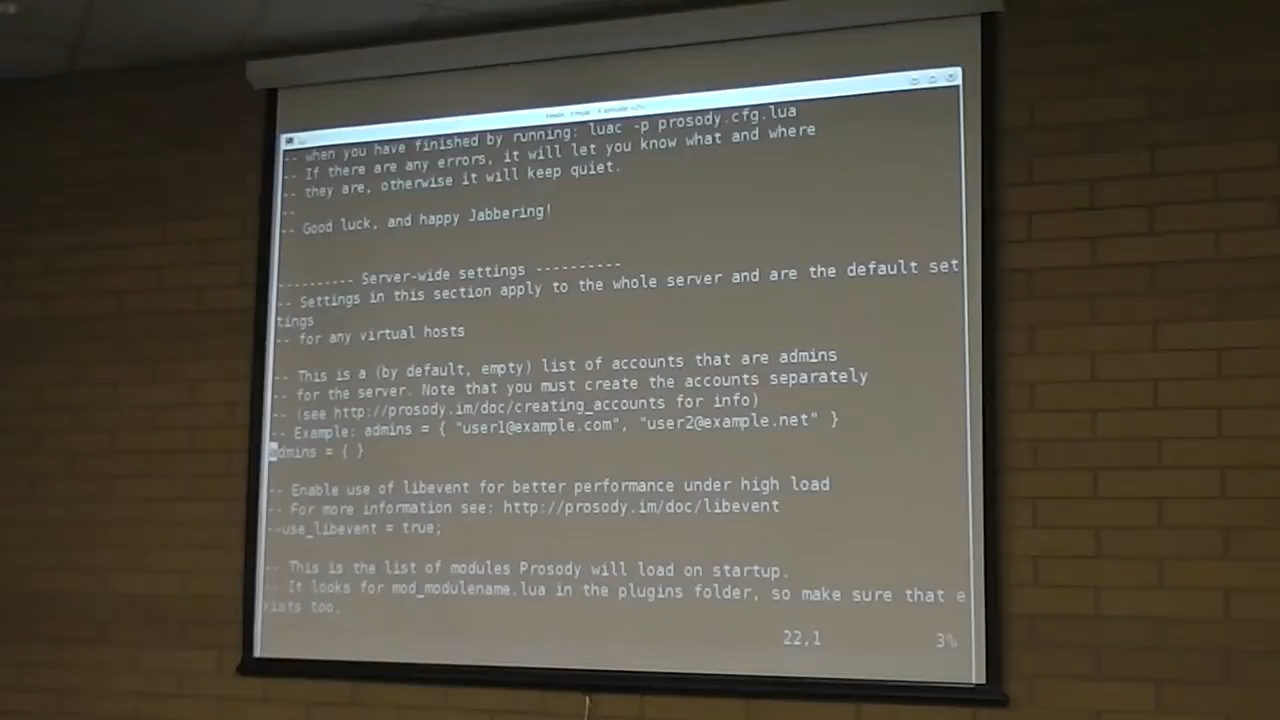 -- when you have finished by running: luac -p prosody.cfg.lua
-- If there are any errors, it will let you know what and where
-- they are, otherwise it will keep quiet.
--
-- Good luck, and happy Jabbering!
---------- Server-wide settings ----------
-- Settings in this section apply to the whole server and are the default set
tings
-- for any virtual hosts
-- This is a (by default, empty) list of accounts that are admins
-- for the server. Note that you must create the accounts separately
-- (see http://prosody.im/doc/creating_accounts for info)
-- Example: admins = { "user1@example.com", "user2@example.net" }
admins = { }
-- Enable use of libevent for better performance under high load
-- For more information see: http://prosody.im/doc/libevent
--use_libevent = true;
-- This is the list of modules Prosody will load on startup.
-- It looks for mod_modulename.lua in the plugins folder, so make sure that e
xists too.
22,1 3%